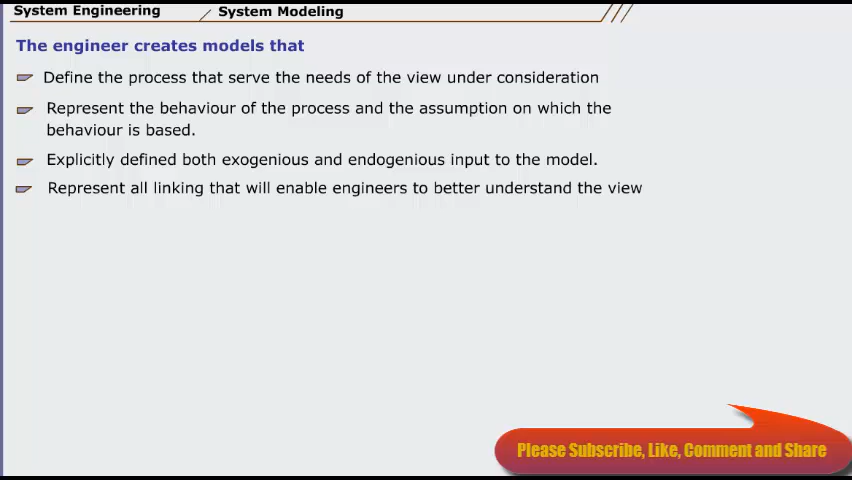 System Engineering
System Modeling
The engineer creates models that
Define the process that serve the needs of the view under consideration
Represent the behaviour of the process and the assumption on which the
behaviour is based.
Explicitly defined both exogenious and endogenious input to the model.
Represent all linking that will enable engineers to better understand the view
Please Subscribe, Like, Comment and Share